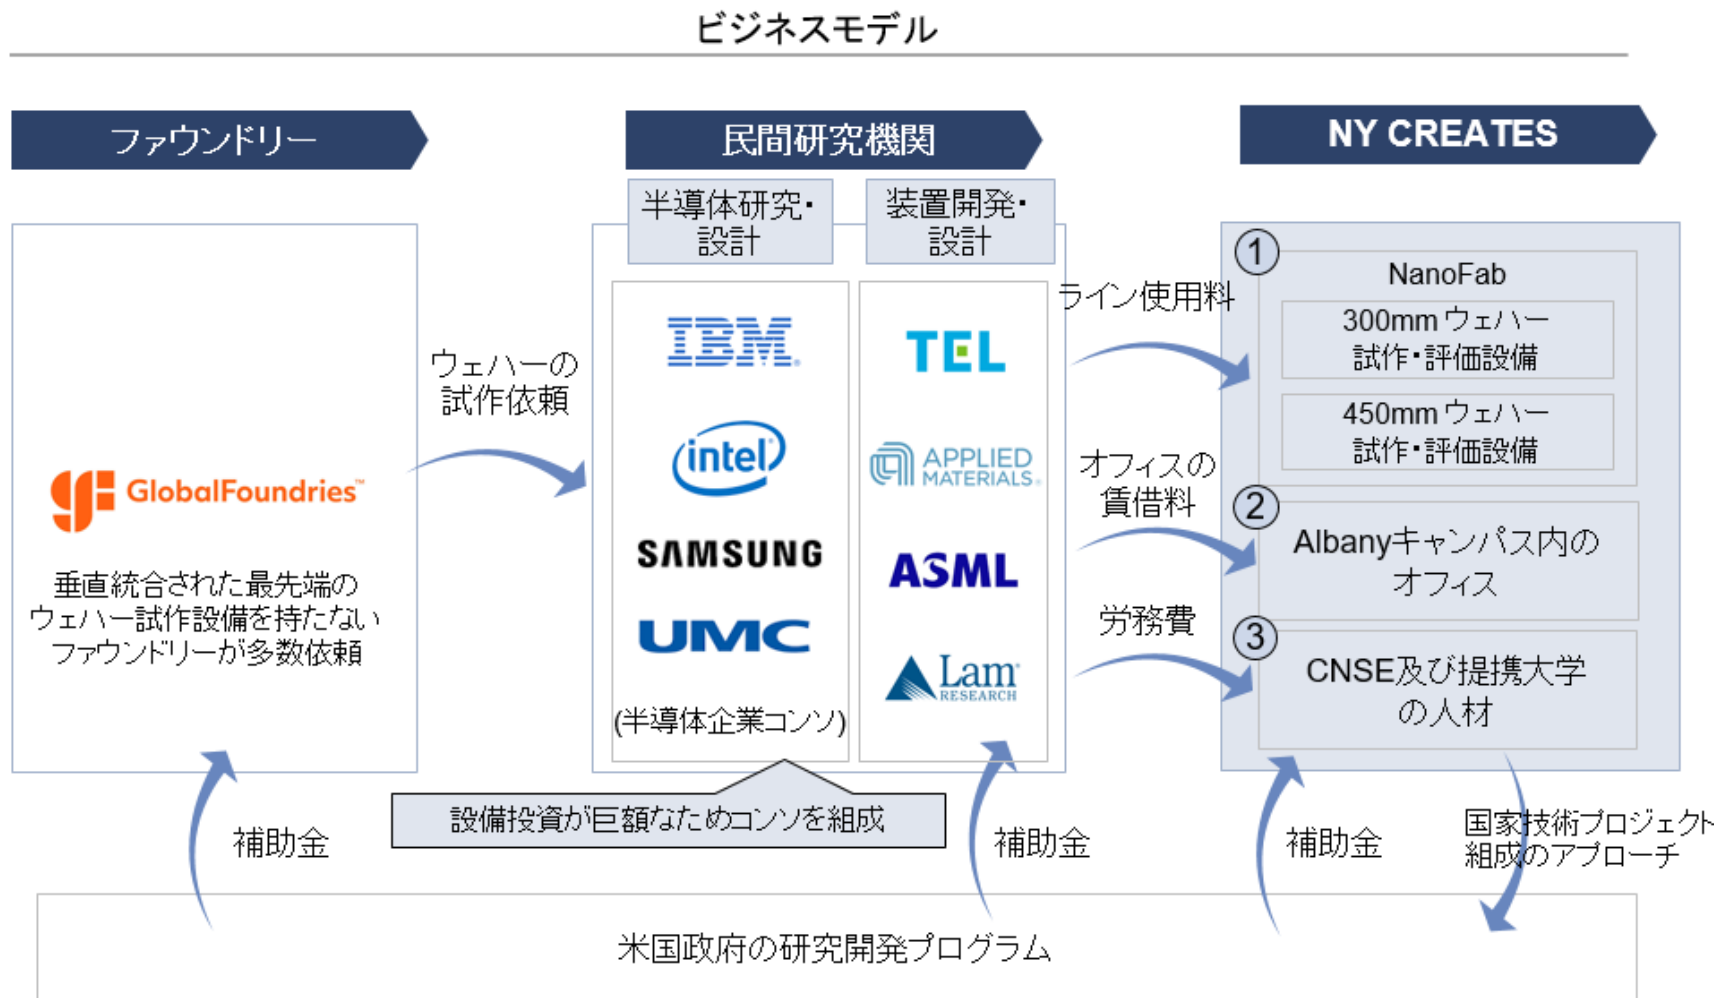 ビジネスモデル
ファウンドリー
民間研究機関
NY CREATES
GlobalFoundries™
垂直統合された最先端の
ウェハー試作設備を持たない
ファウンドリーが多数依頼
ウェハーの
試作依頼
半導体研究・
設計
IBM®
intel
SAMSUNG
UMC
(半導体企業コンソ)
装置開発・
設計
TEL
APPLIED
MATERIALS®
ASML
Lam
RESEARCH
設備投資が巨額なためコンソを組成
ライン使用料
オフィスの
賃借料
労務費
①
NanoFab
300mm ウェハー
試作・評価設備
450mm ウェハー
試作・評価設備
②
Albanyキャンパス内の
オフィス
③
CNSE及び提携大学
の人材
補助金
補助金
補助金
国家技術プロジェクト
組成のアプローチ
米国政府の研究開発プログラム